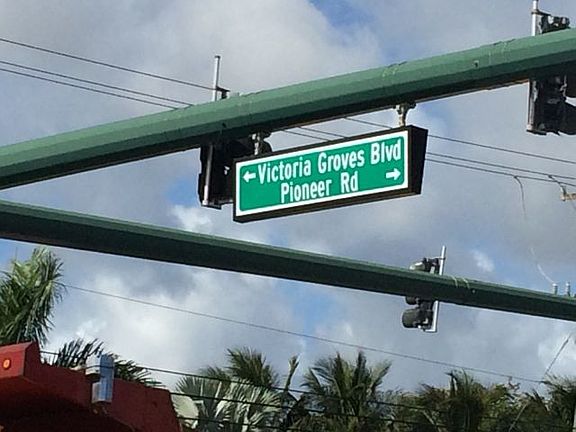 ← Victoria Groves Blvd
Pioneer Rd →